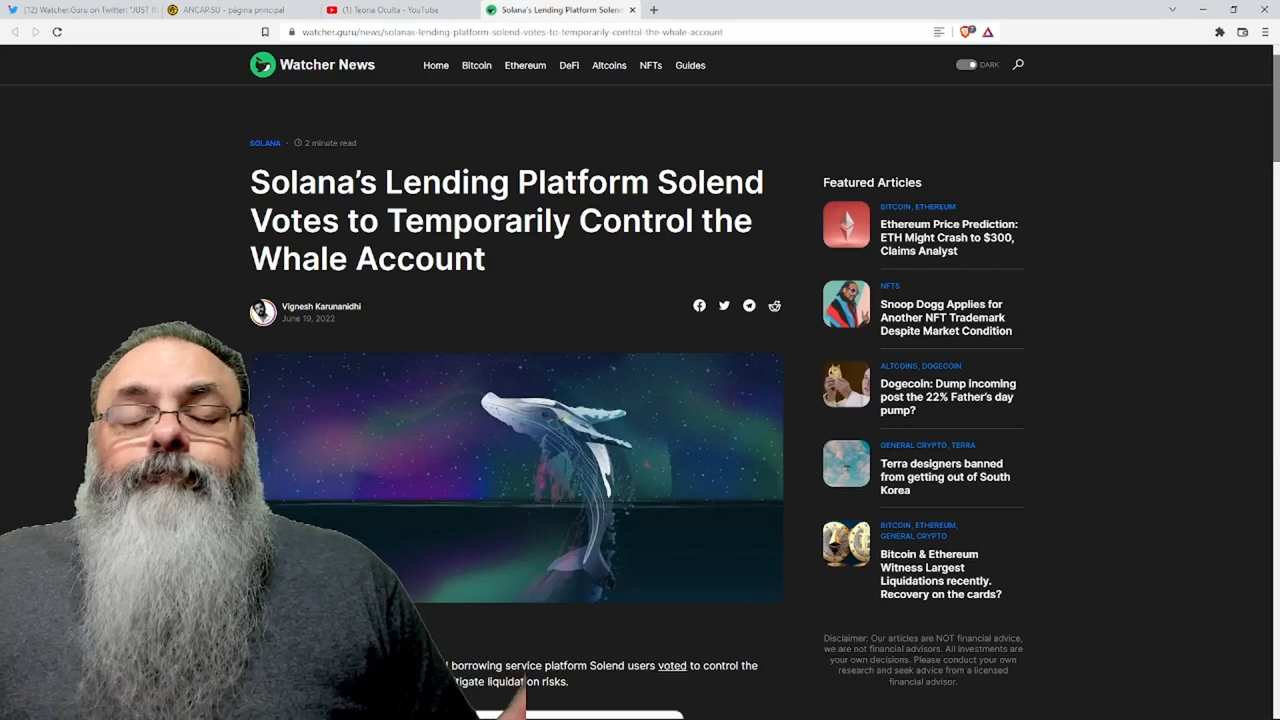 (12) Watcher.Guru on Twitter: "JUST IN
ANCAP.SU - página principal
(1) Teoria Oculta - YouTube
Solana's Lending Platform Solend
watcher.guru/news/solanas-lending-platform-solend-votes-to-temporarily-control-the-whale-account
Watcher News
Home
Bitcoin
Ethereum
DeFi
Altcoins
NFTs
Guides
DARK
SOLANA
2 minute read
Solana's Lending Platform Solend
Votes to Temporarily Control the
Whale Account
Vignesh Karunanidhi
June 19, 2022
borrowing service platform Solend users voted to control the
tigate liquidation risks.
Featured Articles
BITCOIN, ETHEREUM
Ethereum Price Prediction:
ETH Might Crash to $300,
Claims Analyst
NFTS
Snoop Dogg Applies for
Another NFT Trademark
Despite Market Condition
ALTCOINS, DOGECOIN
Dogecoin: Dump incoming
post the 22% Father's day
pump?
GENERAL CRYPTO, TERRA
Terra designers banned
from getting out of South
Korea
BITCOIN, ETHEREUM,
GENERAL CRYPTO
Bitcoin & Ethereum
Witness Largest
Liquidations recently.
Recovery on the cards?
Disclaimer: Our articles are NOT financial advice,
we are not financial advisors. All investments are
your own decisions. Please conduct your own
research and seek advice from a licensed
financial advisor.